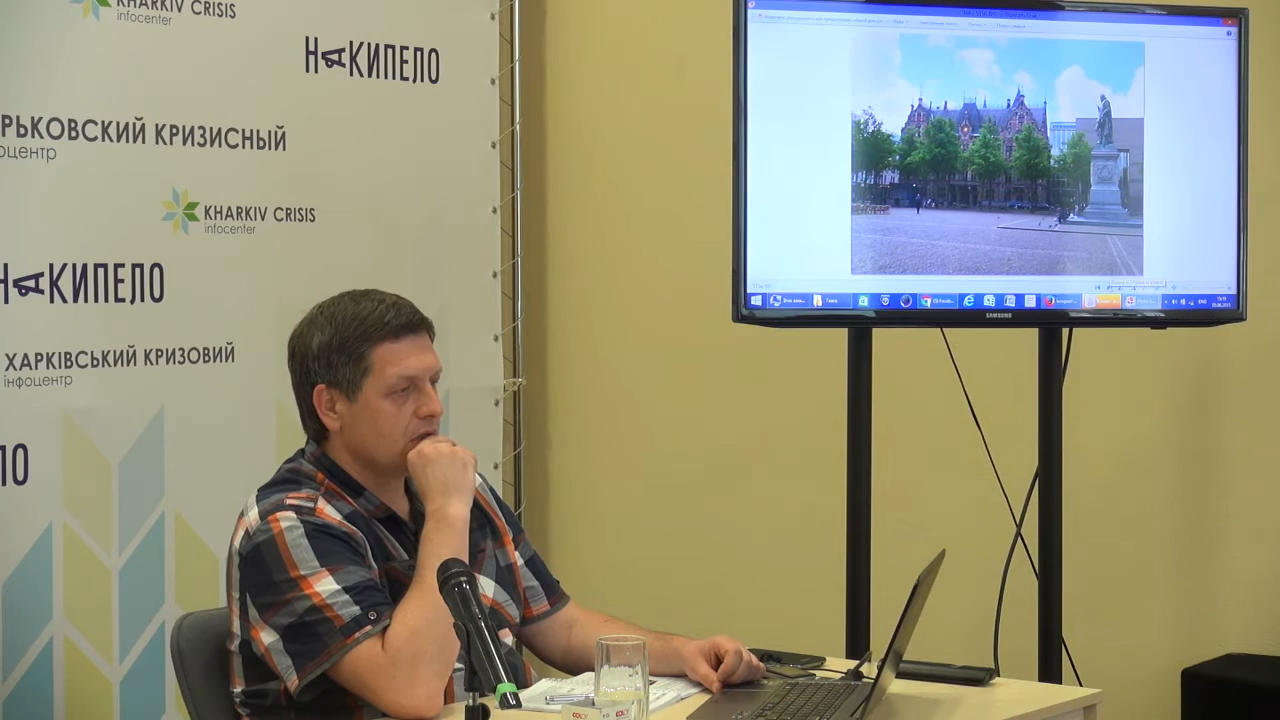 KHARKIV CRISIS
infocenter
НАКИПЕЛО
РЬКОВСКИЙ КРИЗИСНЫЙ
оцентр
KHARKIV CRISIS
infocenter
НАКИПЕЛО
ХАРКІВСЬКИЙ КРИЗОВИЙ
інфоцентр
ЛО
SAMSUNG